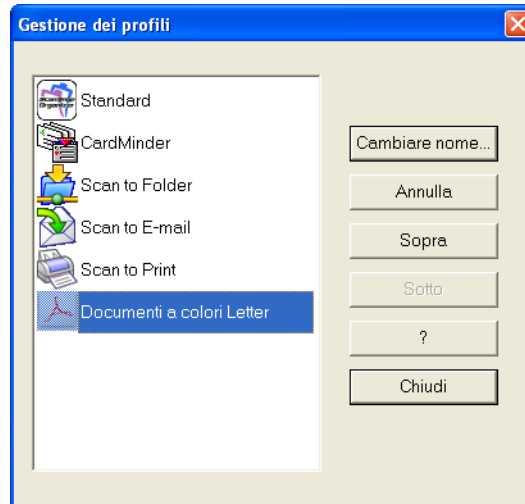 Gestione dei profili
Standard
CardMinder
Scan to Folder
Scan to E-mail
Scan to Print
Documenti a colori Letter
Cambiare nome...
Annulla
Sopra
Sotto
?
Chiudi